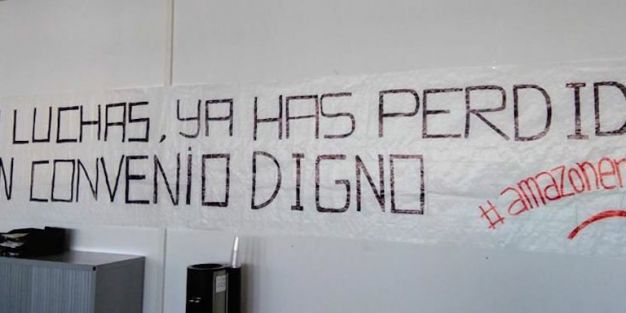 LUCHAS, YA HAS PERDID
N CONVENIO DIGNO
#amazoner